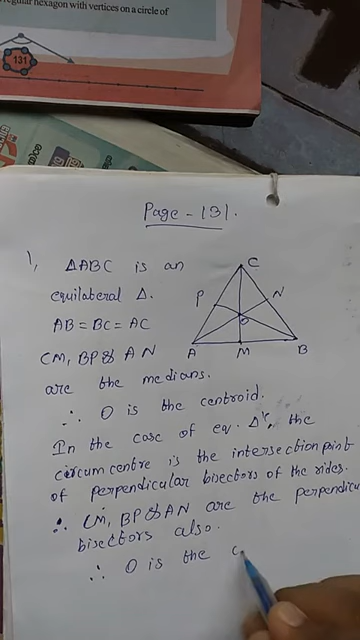 regular hexagon with vertices on a circle of
131
Page - 131.
1, ΔABC is an
equilateral Δ.
AB = BC = AC
CM, BP & AN
are the medians.
∴ O is the centroid.
In the case of eq. Δ's, the
circumcentre is the intersection point
of perpendicular bisectors of the sides.
∴ CM, BP & AN are the perpendicu
bisectors also.
∴ O is the c
C
P
N
O
A
M
B